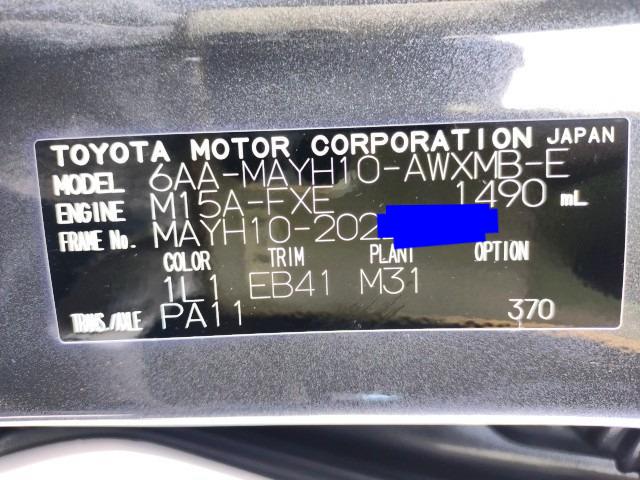 TOYOTA MOTOR CORPORATION JAPAN
MODEL 6AA-MAYH10-AWXMB-E
ENGINE M15A-FXE 1490 mL
FRAME No. MAYH10-202
COLOR TRIM PLANT OPTION
1L1 EB41 M31
TRANS./AXLE PA11 370